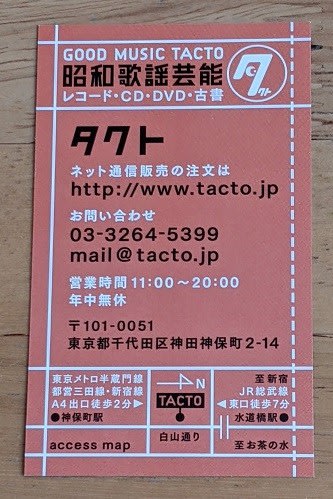 GOOD MUSIC TACTO
昭和歌謡芸能
レコード・CD・DVD・古書
タクト
タクト
ネット通信販売の注文は
http://www.tacto.jp
お問い合わせ
03-3264-5399
mail@tacto.jp
営業時間11:00～20:00
年中無休
〒101-0051
東京都千代田区神田神保町2-14
東京メトロ半蔵門線
都営三田線・新宿線
A4出口徒歩2分▶
●神保町駅
access map
N
TACTO
白山通り
至新宿
JR総武線
◀東口徒歩7分
水道橋駅●
至お茶の水